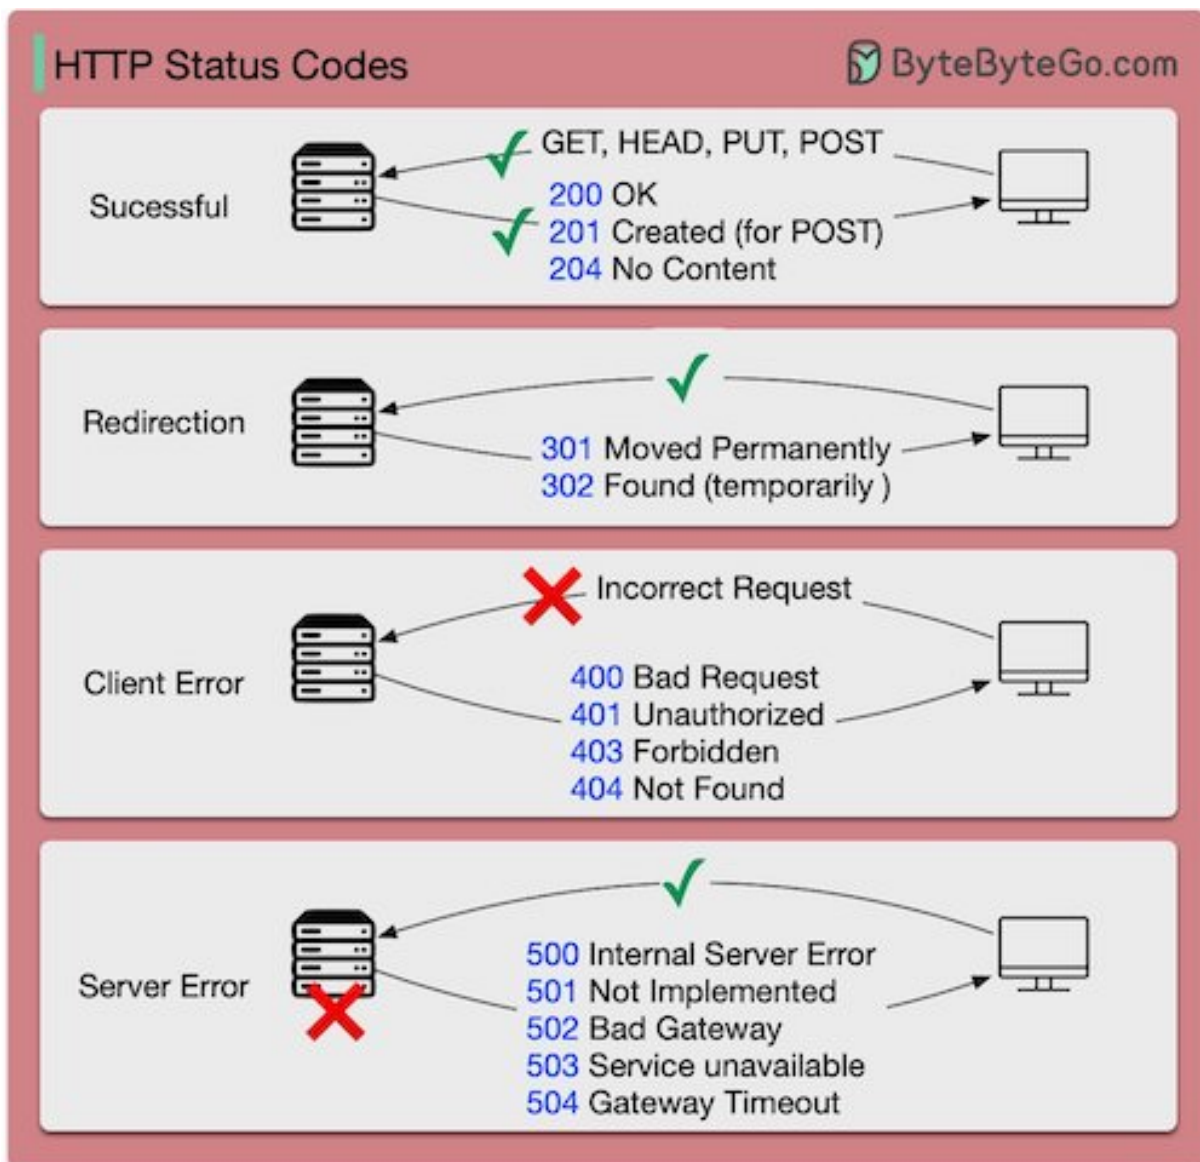 HTTP Status Codes
ByteByteGo.com
Sucessful
GET, HEAD, PUT, POST
200 OK
201 Created (for POST)
204 No Content
Redirection
301 Moved Permanently
302 Found (temporarily )
Client Error
Incorrect Request
400 Bad Request
401 Unauthorized
403 Forbidden
404 Not Found
Server Error
500 Internal Server Error
501 Not Implemented
502 Bad Gateway
503 Service unavailable
504 Gateway Timeout